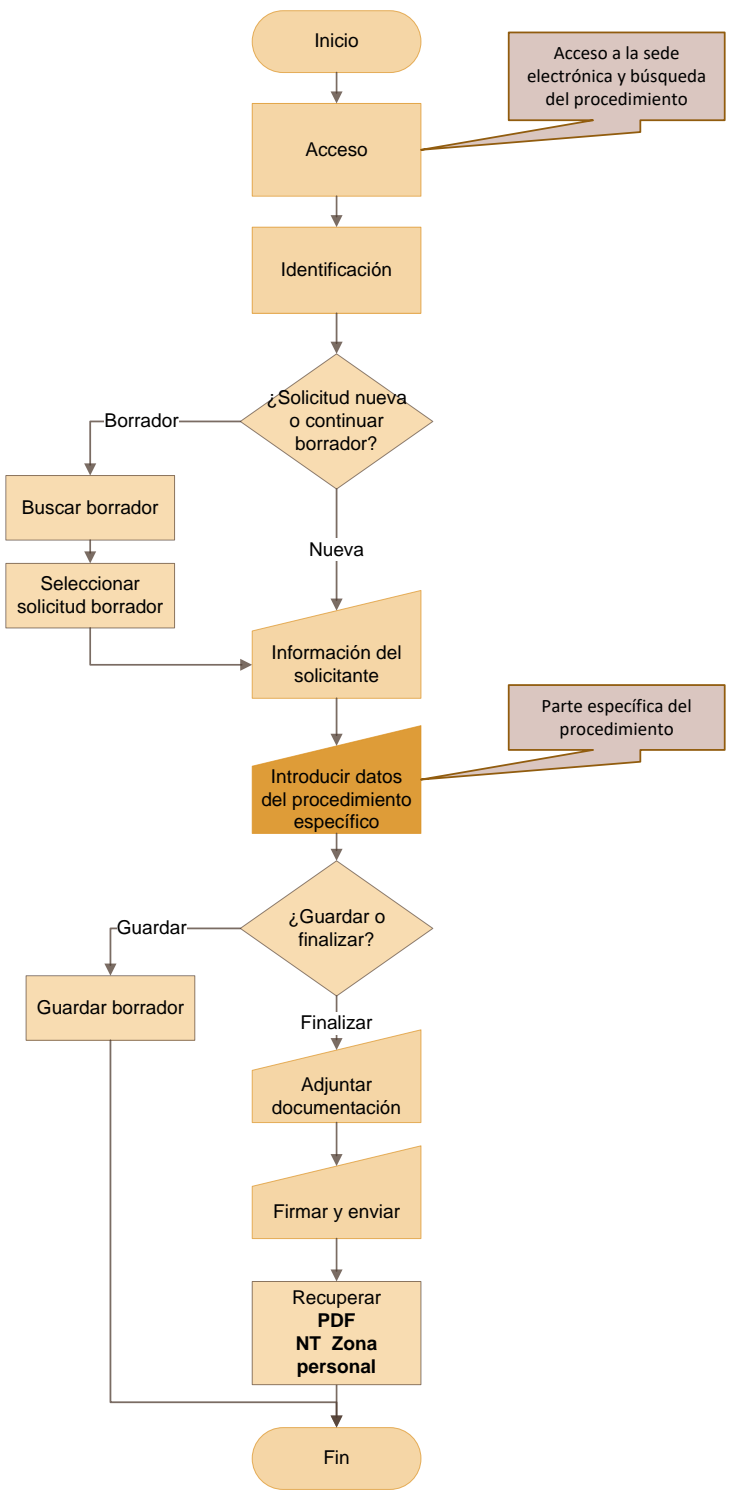 Inicio
Acceso a la sede
electrónica y búsqueda
del procedimiento
Acceso
Identificación
¿Solicitud nueva
o continuar
borrador?
Borrador
Buscar borrador
Nueva
Seleccionar
solicitud borrador
Información del
solicitante
Parte específica del
procedimiento
Introducir datos
del procedimiento
específico
¿Guardar o
finalizar?
Guardar
Guardar borrador
Finalizar
Adjuntar
documentación
Firmar y enviar
Recuperar
PDF
NT Zona
personal
Fin